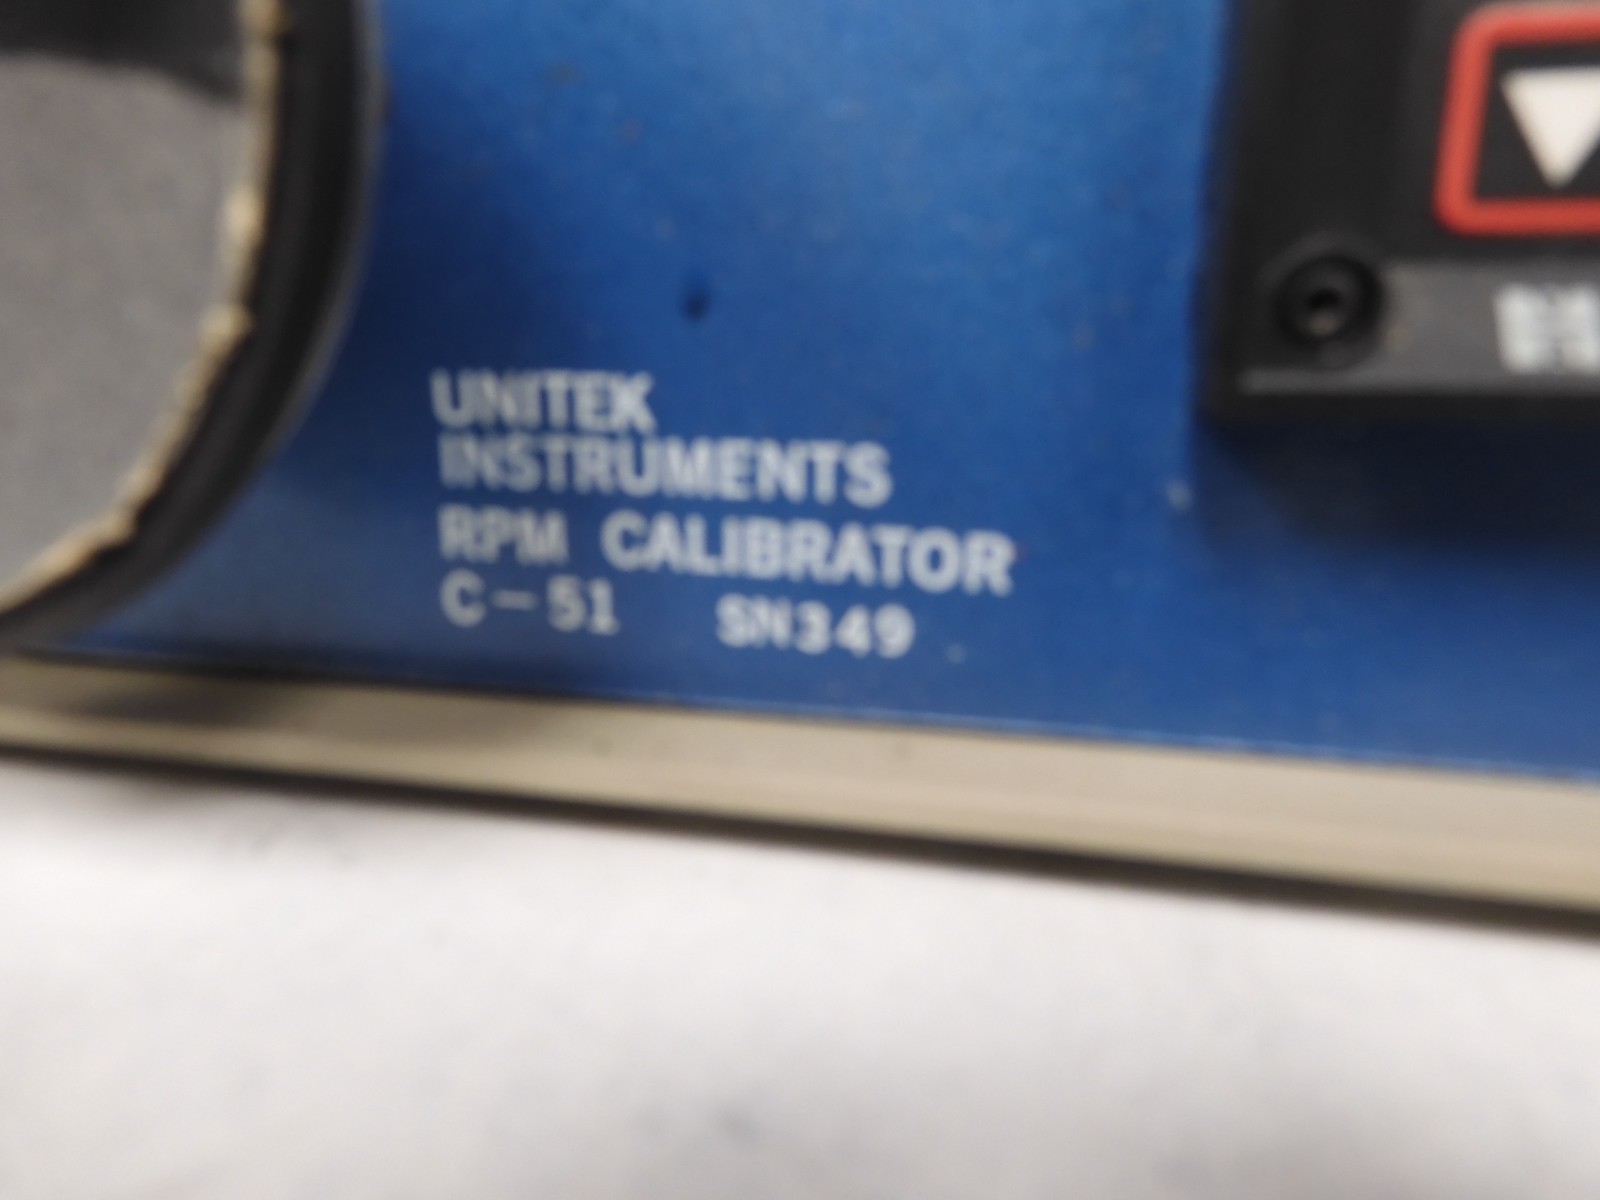 UNITEK
INSTRUMENTS
RPM CALIBRATOR
C-51 SN349